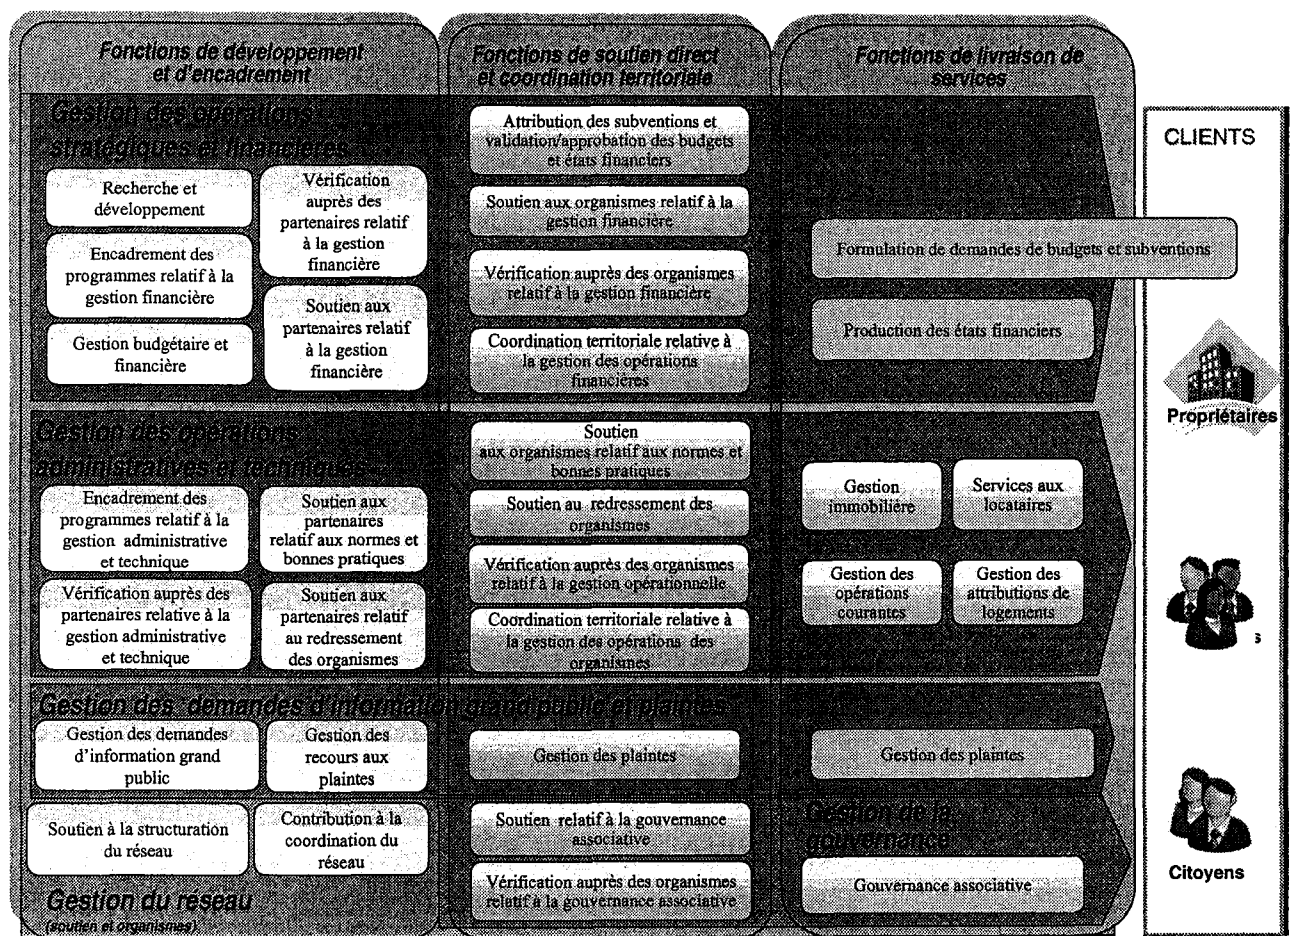 Fonctions de développement
et d'encadrement
Fonctions de soutien direct
et coordination territoriale
Fonctions de livraison de
services
CLIENTS
Gestion des opérations
stratégiques et financières
Recherche et
développement
Encadrement des
programmes relatif à la
gestion financière
Gestion budgétaire et
financière
Vérification
auprès des
partenaires relatif
à la gestion
financière
Soutien aux
partenaires relatif
à la gestion
financière
Attribution des subventions et
validation/approbation des budgets
et états financiers
Soutien aux organismes relatif à la
gestion financière
Vérification auprès des organismes
relatif à la gestion financière
Coordination territoriale relative à
la gestion des opérations
financières
Formulation de demandes de budgets et subventions
Production des états financiers
Propriétaires
Gestion des opérations
administratives et techniques
Encadrement des
programmes relatif à la
gestion administrative
et technique
Soutien aux
partenaires
relatif aux normes et
bonnes pratiques
Vérification auprès des
partenaires relative à la
gestion administrative
et technique
Soutien aux
partenaires relatif
au redressement
des organismes
Soutien
aux organismes relatif aux normes et
bonnes pratiques
Soutien au redressement des
organismes
Vérification auprès des organismes
relatif à la gestion opérationnelle
Coordination territoriale relative à
la gestion des opérations des
organismes
Gestion
immobilière
Services aux
locataires
Gestion des
opérations
courantes
Gestion des
attributions de
logements
s
Gestion des demandes d'information grand public et plaintes
Gestion des demandes
d'information grand
public
Gestion des
recours aux
plaintes
Gestion des plaintes
Gestion des plaintes
Soutien à la structuration
du réseau
Contribution à la
coordination du
réseau
Soutien relatif à la gouvernance
associative
Vérification auprès des organismes
relatif à la gouvernance associative
Gestion de la
gouvernance
Gouvernance associative
Citoyens
Gestion du réseau
(soutien et organismes)